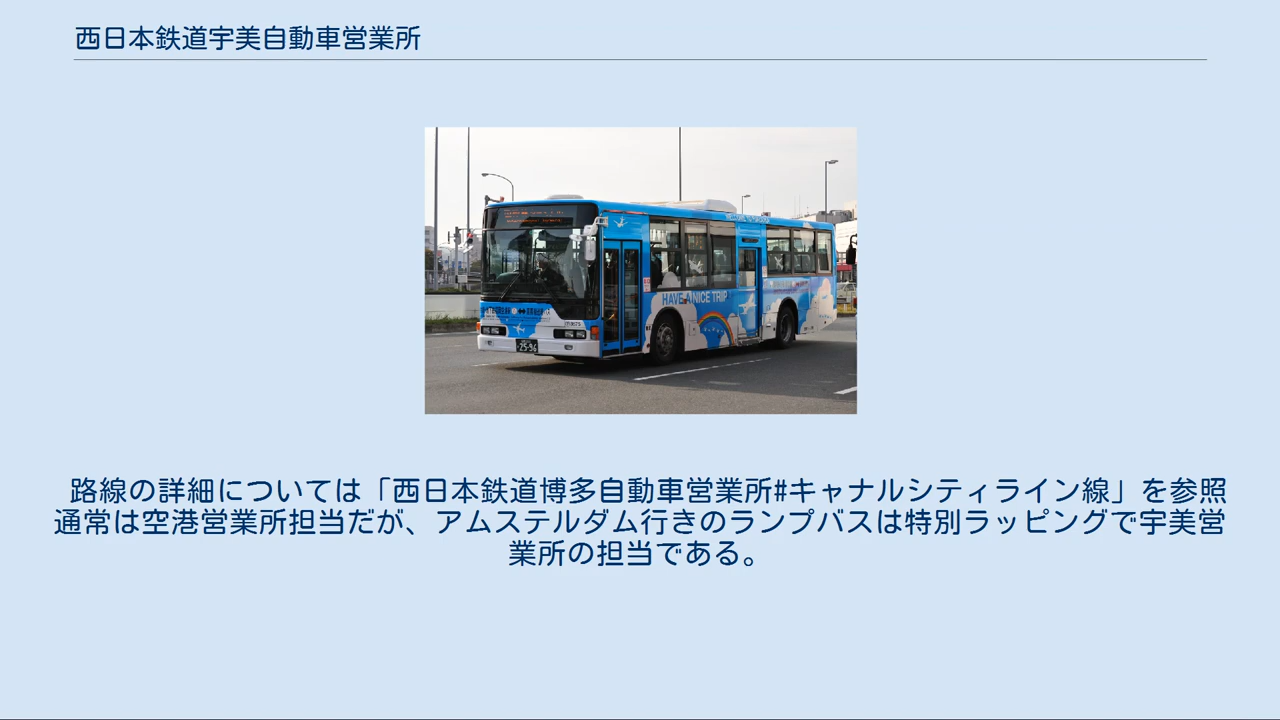 西日本鉄道宇美自動車営業所
HAVE A NICE TRIP
2596
路線の詳細については「西日本鉄道博多自動車営業所#キャナルシティライン線」を参照
通常は空港営業所担当だが、アムステルダム行きのランプバスは特別ラッピングで宇美営
業所の担当である。